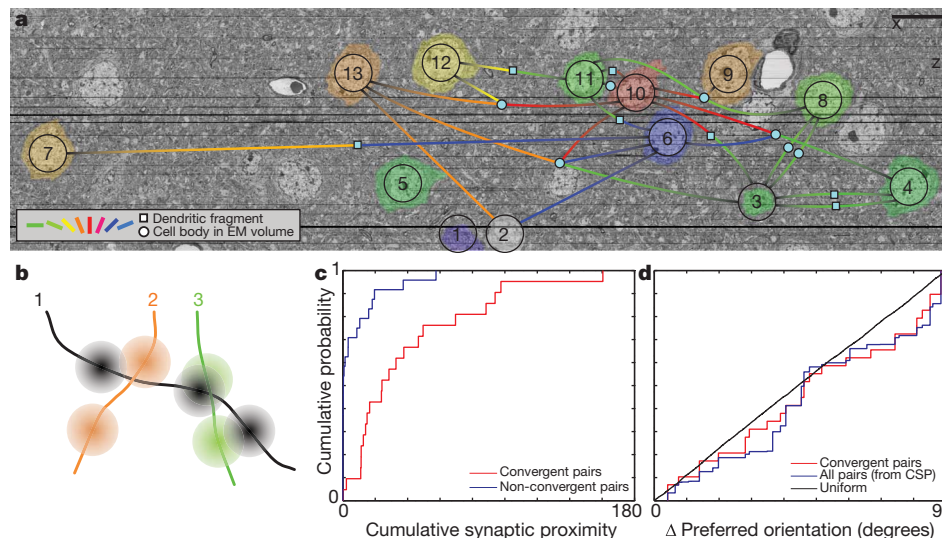 a
X
Z
13
12
11
10
9
8
7
6
5
4
3
1
2
Dendritic fragment
Cell body in EM volume
b
1
2
3
c
Cumulative probability
1
0
0
180
Cumulative synaptic proximity
Convergent pairs
Non-convergent pairs
d
Convergent pairs
All pairs (from CSP)
Uniform
0
9
Δ Preferred orientation (degrees)